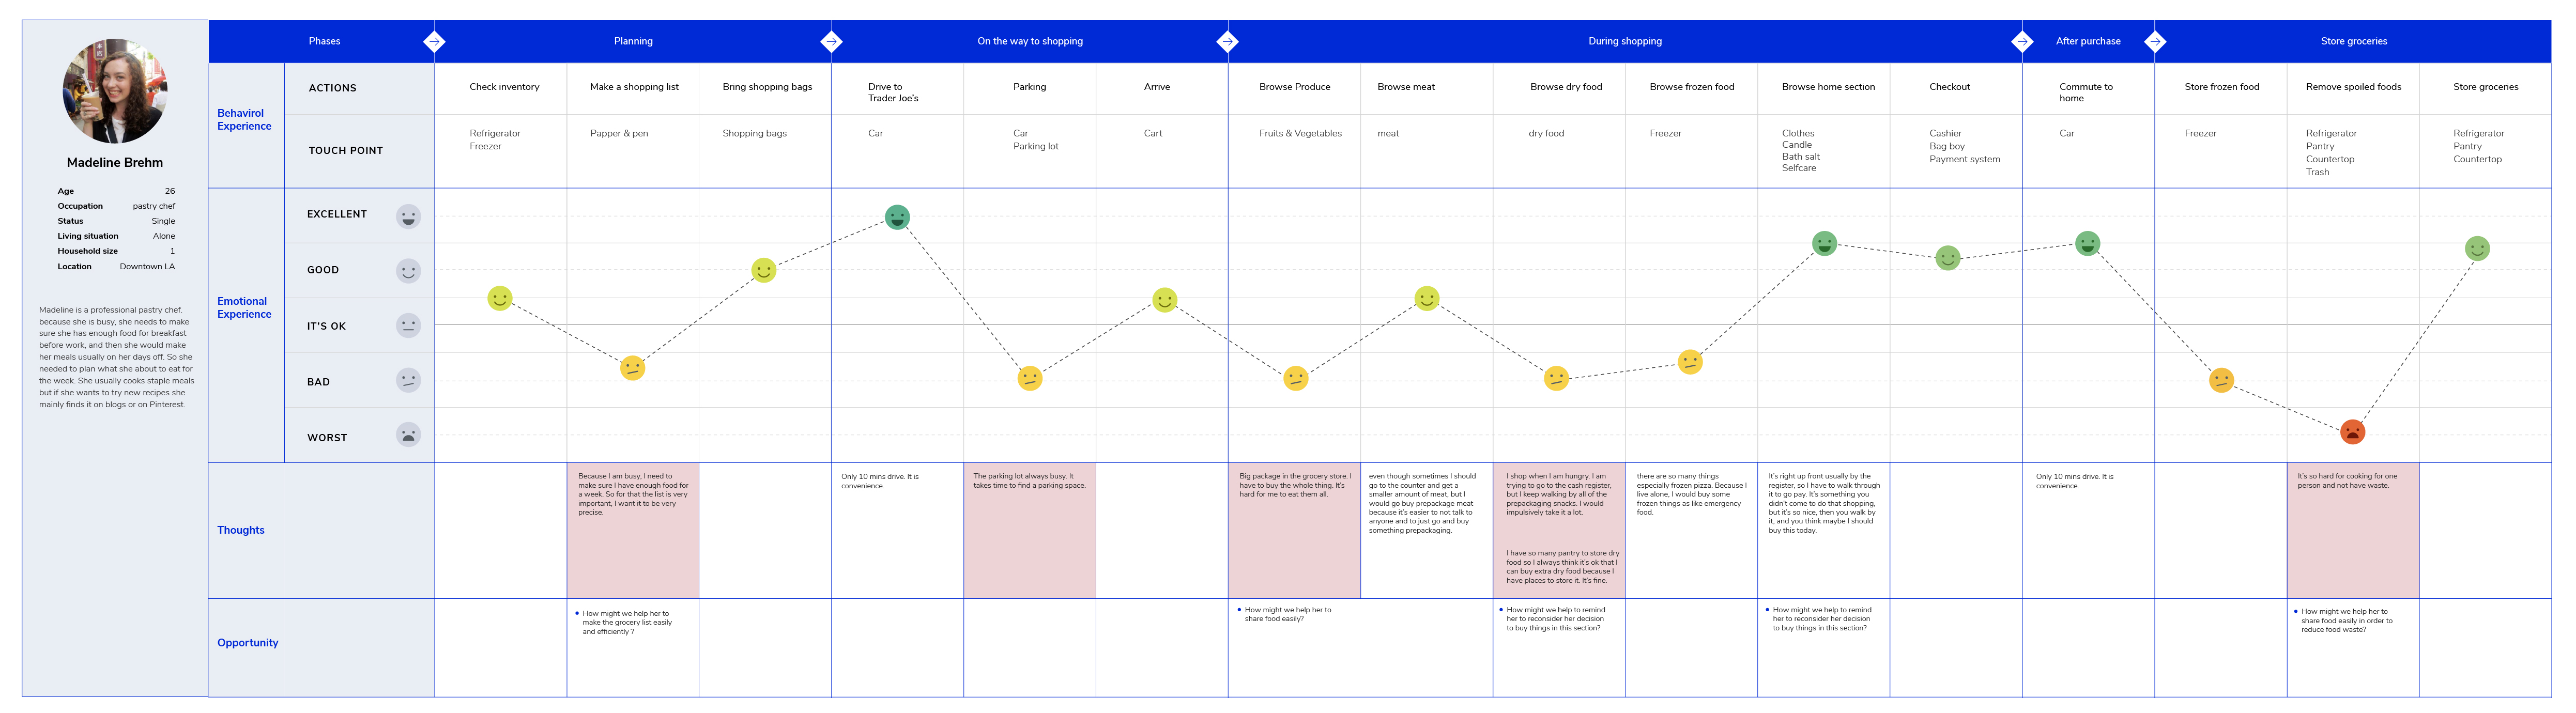 Madeline Brehm
Age 26
Occupation pastry chef
Status Single
Living situation Alone
Household size 1
Location Downtown LA
Madeline is a professional pastry chef.
because she is busy, she needs to make
sure she has enough food for breakfast
before work, and then she would make
her meals usually on her days off. So she
needed to plan what she about to eat for
the week. She usually cooks staple meals
but if she wants to try new recipes she
mainly finds it on blogs or on Pinterest.
Phases
Planning
On the way to shopping
During shopping
After purchase
Store groceries
Behavirol
Experience
ACTIONS
Check inventory
Make a shopping list
Bring shopping bags
Drive to
Trader Joe's
Parking
Arrive
Browse Produce
Browse meat
Browse dry food
Browse frozen food
Browse home section
Checkout
Commute to
home
Store frozen food
Remove spoiled foods
Store groceries
TOUCH POINT
Refrigerator
Freezer
Papper & pen
Shopping bags
Car
Car
Parking lot
Cart
Fruits & Vegetables
meat
dry food
Freezer
Clothes
Candle
Bath salt
Selfcare
Cashier
Bag boy
Payment system
Car
Freezer
Refrigerator
Pantry
Countertop
Trash
Refrigerator
Pantry
Countertop
Emotional
Experience
EXCELLENT
GOOD
IT'S OK
BAD
WORST
Thoughts
Because I am busy, I need to
make sure I have enough food for
a week. So for that the list is very
important, I want it to be very
precise.
Only 10 mins drive. It is
convenience.
The parking lot always busy. It
takes time to find a parking space.
Big package in the grocery store. I
have to buy the whole thing. It's
hard for me to eat them all.
even though sometimes I should
go to the counter and get a
smaller amount of meat, but I
would go buy prepackage meat
because it's easier to not talk to
anyone and to just go and buy
something prepackaging.
I shop when I am hungry. I am
trying to go to the cash register,
but I keep walking by all of the
prepackaging snacks. I would
impulsively take it a lot.
I have so many pantry to store dry
food so I always think it's ok that I
can buy extra dry food because I
have places to store it. It's fine.
there are so many things
especially frozen pizza. Because I
live alone, I would buy some
frozen things as like emergency
food.
It's right up front usually by the
register, so I have to walk through
it to go pay. It's something you
didn't come to do that shopping,
but it's so nice, then you walk by
it, and you think maybe I should
buy this today.
Only 10 mins drive. It is
convenience.
It's so hard for cooking for one
person and not have waste.
Opportunity
• How might we help her to
make the grocery list easily
and efficiently ?
• How might we help her to
share food easily?
• How might we help to remind
her to reconsider her decision
to buy things in this section?
• How might we help to remind
her to reconsider her decision
to buy things in this section?
• How might we help her to
share food easily in order to
reduce food waste?